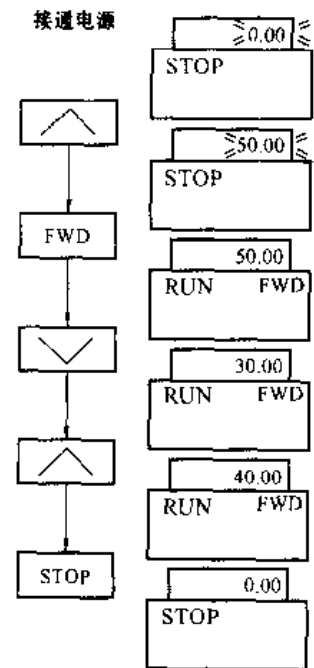 接通电源
0.00
STOP
50.00
STOP
FWD
50.00
RUN FWD
30.00
RUN FWD
40.00
RUN FWD
STOP
0.00
STOP